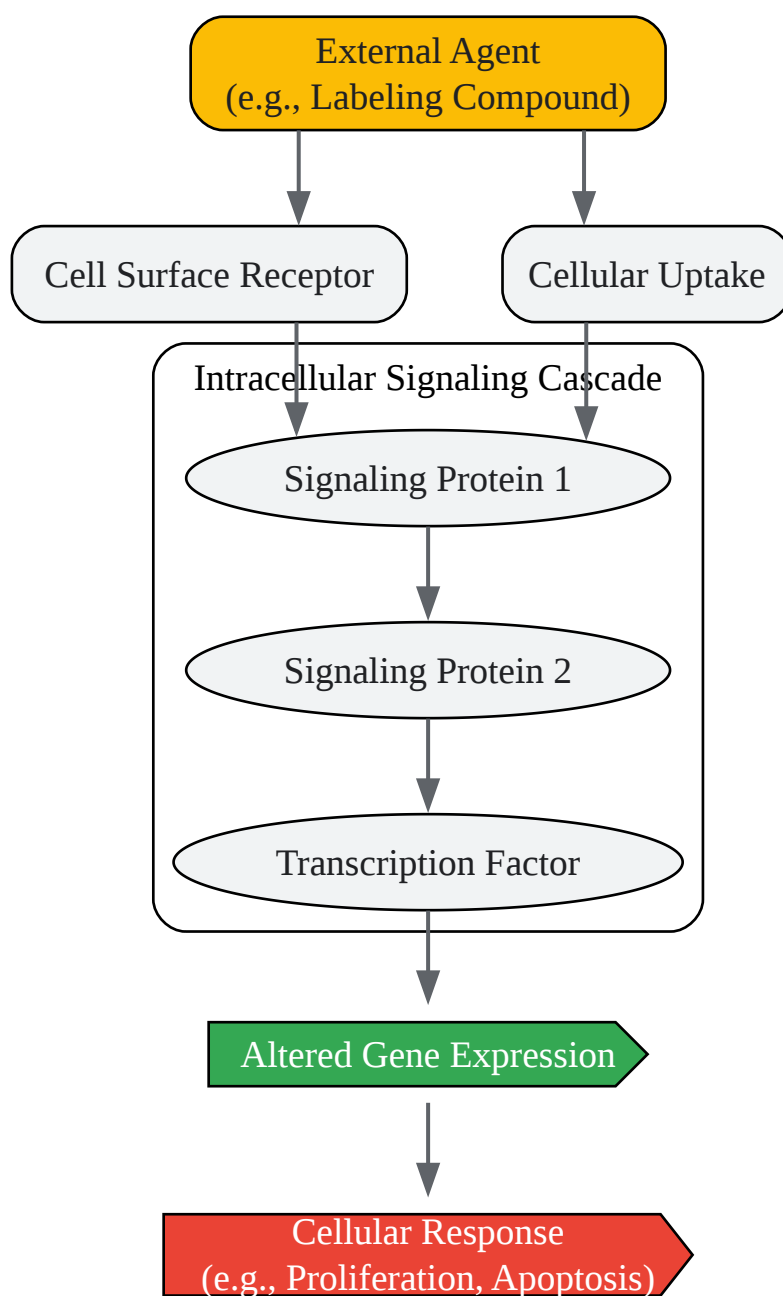 External Agent
(e.g., Labeling Compound)
Cell Surface Receptor
Cellular Uptake
Intracellular Signaling Cascade
Signaling Protein 1
Signaling Protein 2
Transcription Factor
Altered Gene Expression
Cellular Response
(e.g., Proliferation, Apoptosis)